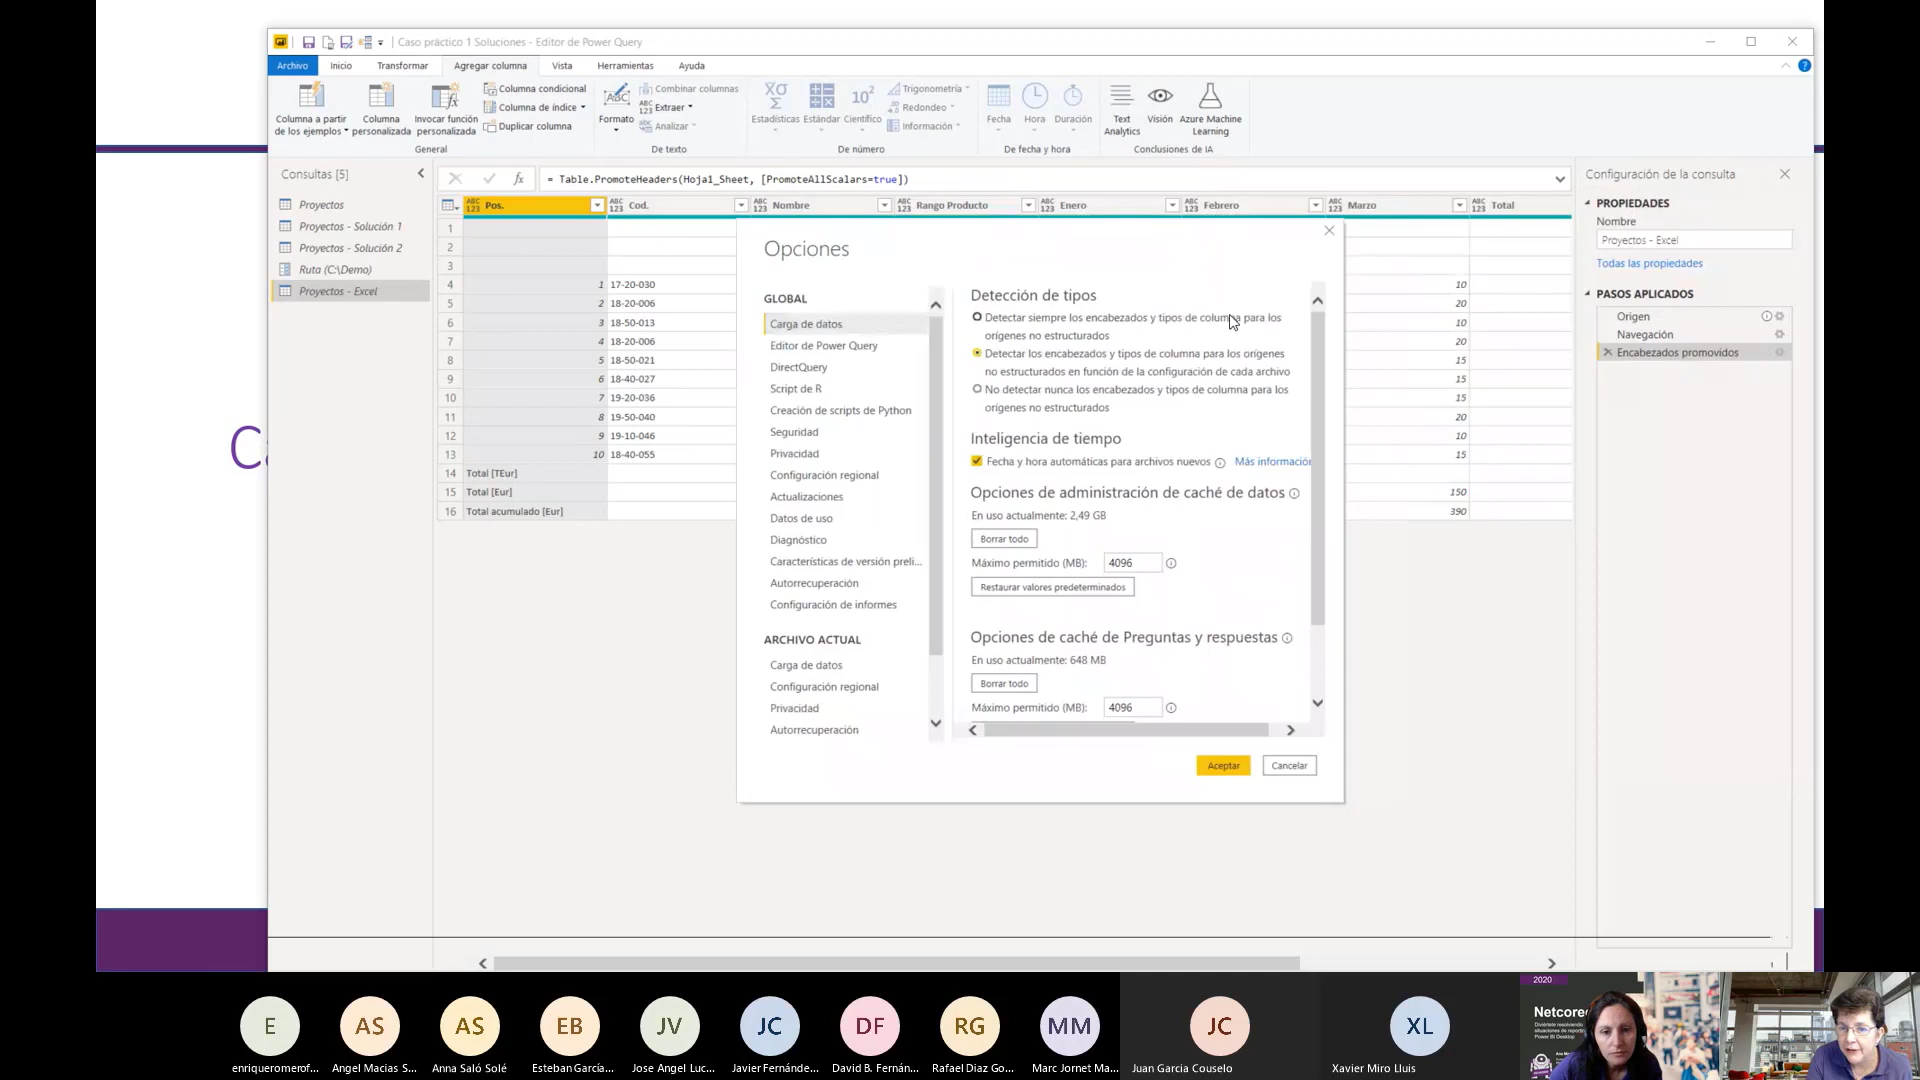 Caso práctico 1 Soluciones - Editor de Power Query
Archivo
Inicio
Transformar
Agregar columna
Vista
Herramientas
Ayuda
Columna a partir de los ejemplos
Columna personalizada
Invocar función personalizada
Columna condicional
Columna de índice
Duplicar columna
General
Formato
Combinar columnas
Extraer
Analizar
De texto
Estadísticas
Estándar
Científico
Trigonometría
Redondeo
Información
De número
Fecha
Hora
Duración
De fecha y hora
Text Analytics
Visión
Azure Machine Learning
Conclusiones de IA
Consultas [5]
Proyectos
Proyectos - Solución 1
Proyectos - Solución 2
Ruta (C:\Demo)
Proyectos - Excel
= Table.PromoteHeaders(Hoja1_Sheet, [PromoteAllScalars=true])
Pos.
Cod.
Nombre
Rango Producto
Enero
Febrero
Marzo
Total
1
2
3
4 1 17-20-030 10
5 2 18-20-006 20
6 3 18-50-013 10
7 4 18-20-006 20
8 5 18-50-021 15
9 6 18-40-027 15
10 7 19-20-036 15
11 8 19-50-040 20
12 9 19-10-046 10
13 10 18-40-055 15
14 Total [TEur]
15 Total [Eur] 150
16 Total acumulado [Eur] 390
Opciones
GLOBAL
Carga de datos
Editor de Power Query
DirectQuery
Script de R
Creación de scripts de Python
Seguridad
Privacidad
Configuración regional
Actualizaciones
Datos de uso
Diagnóstico
Características de versión preli...
Autorrecuperación
Configuración de informes
ARCHIVO ACTUAL
Carga de datos
Configuración regional
Privacidad
Autorrecuperación
Detección de tipos
Detectar siempre los encabezados y tipos de columna para los
orígenes no estructurados
Detectar los encabezados y tipos de columna para los orígenes
no estructurados en función de la configuración de cada archivo
No detectar nunca los encabezados y tipos de columna para los
orígenes no estructurados
Inteligencia de tiempo
Fecha y hora automáticas para archivos nuevos
Más información
Opciones de administración de caché de datos
En uso actualmente: 2,49 GB
Borrar todo
Máximo permitido (MB): 4096
Restaurar valores predeterminados
Opciones de caché de Preguntas y respuestas
En uso actualmente: 648 MB
Borrar todo
Máximo permitido (MB): 4096
Aceptar
Cancelar
Configuración de la consulta
PROPIEDADES
Nombre
Proyectos - Excel
Todas las propiedades
PASOS APLICADOS
Origen
Navegación
Encabezados promovidos
E
AS
AS
EB
JV
JC
DF
RG
MM
JC
XL
enriqueromerof...
Angel Macias S...
Anna Saló Solé
Esteban García...
Jose Angel Luc...
Javier Fernánde...
David B. Fernán...
Rafael Diaz Go...
Marc Jornet Ma...
Juan Garcia Couselo
Xavier Miro Lluis
2020
Netcore